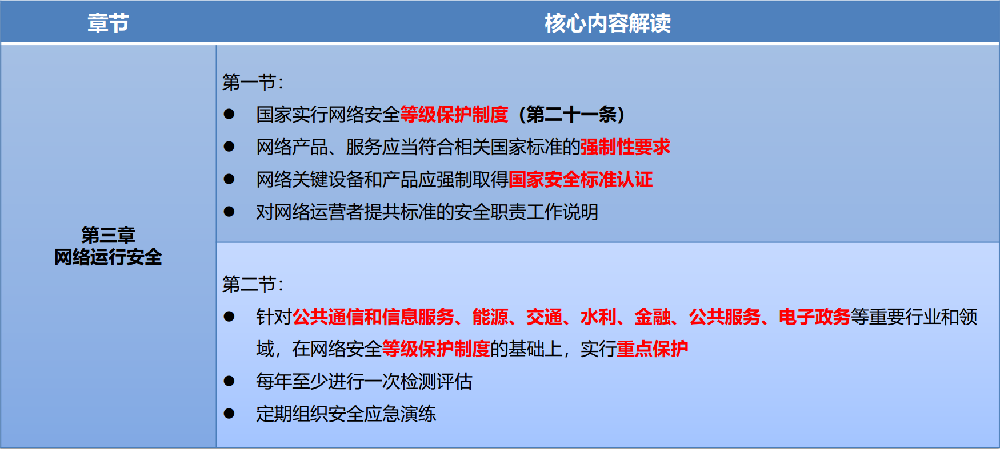 章节
核心内容解读
第三章
网络运行安全
第一节：
● 国家实行网络安全等级保护制度（第二十一条）
● 网络产品、服务应当符合相关国家标准的强制性要求
● 网络关键设备和产品应强制取得国家安全标准认证
● 对网络运营者提共标准的安全职责工作说明
第二节：
● 针对公共通信和信息服务、能源、交通、水利、金融、公共服务、电子政务等重要行业和领
域，在网络安全等级保护制度的基础上，实行重点保护
● 每年至少进行一次检测评估
● 定期组织安全应急演练